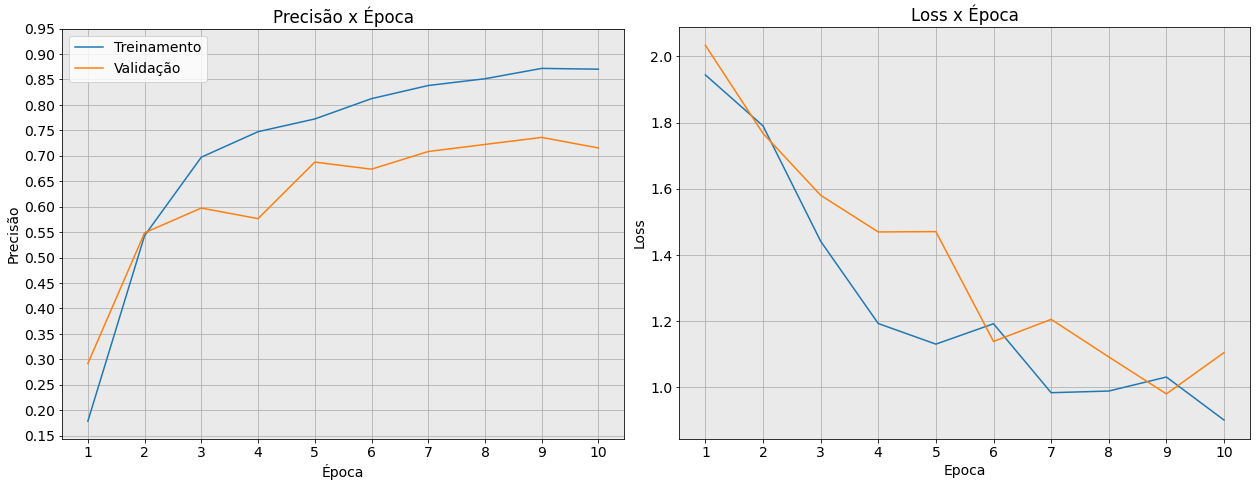 Precisão x Época
0.95
0.90
0.85
0.80
0.75
0.70
0.65
0.60
0.55
0.50
0.45
0.40
0.35
0.30
0.25
0.20
0.15
Precisão
Treinamento
Validação
1 2 3 4 5 6 7 8 9 10
Época
Loss x Época
2.0
1.8
1.6
1.4
1.2
1.0
Loss
1 2 3 4 5 6 7 8 9 10
Epoca